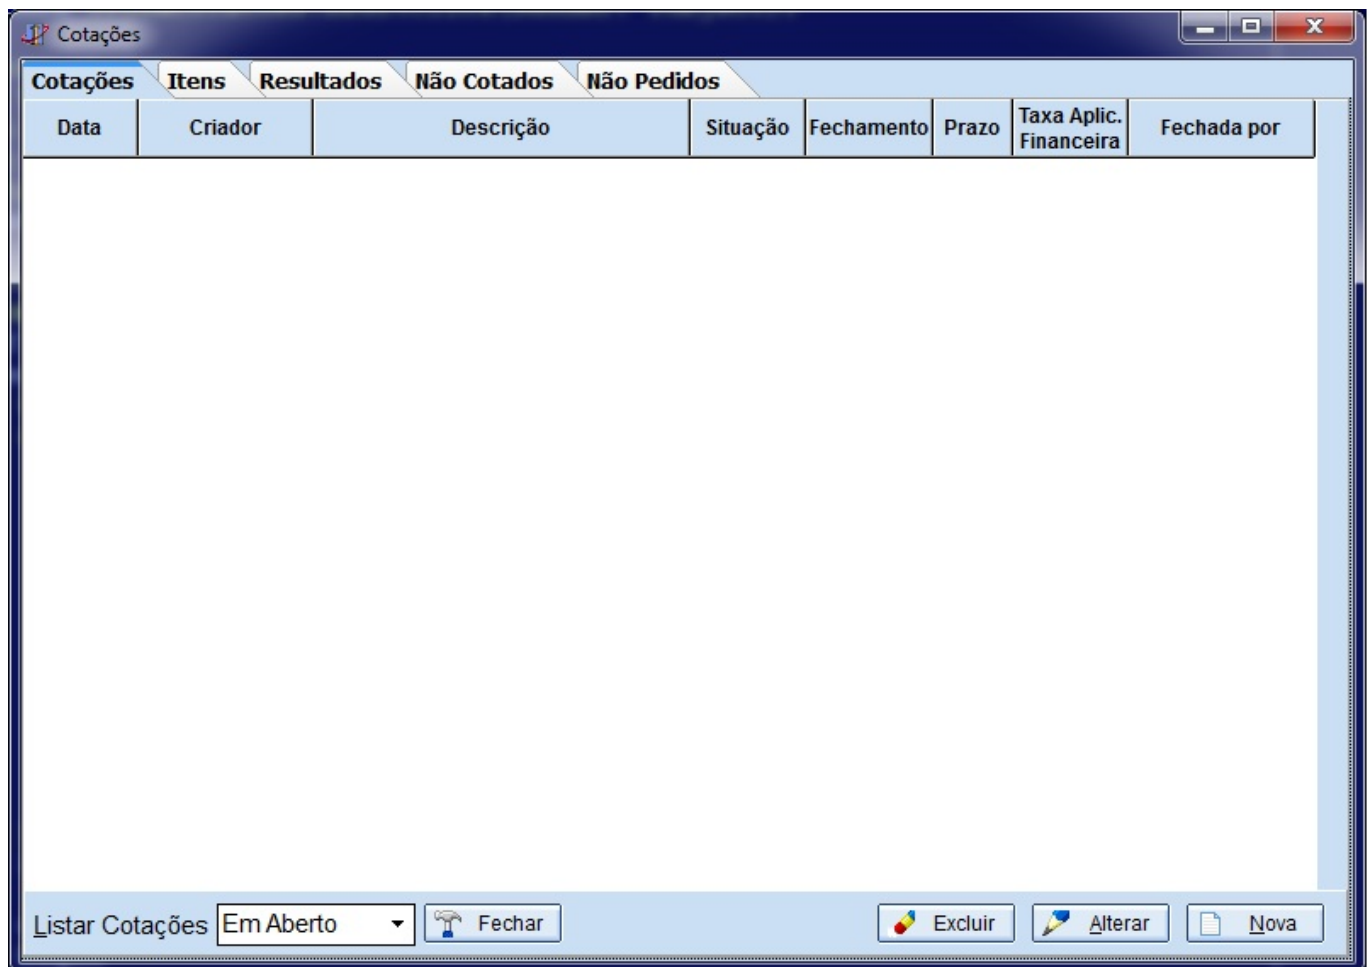 Cotações
Cotações Itens Resultados Não Cotados Não Pedidos
Data Criador Descrição Situação Fechamento Prazo Taxa Aplic. Financeira Fechada por
Listar Cotações Em Aberto Fechar Excluir Alterar Nova